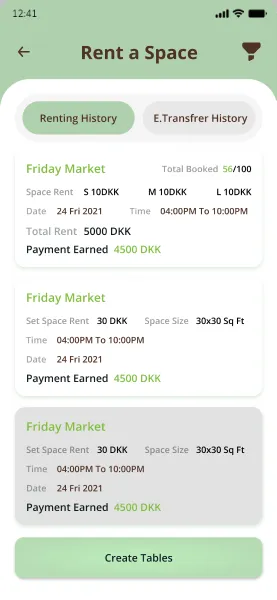 12:41
Rent a Space
Renting History E.Transfrer History
Friday Market Total Booked 56/100
Space Rent S 10DKK M 10DKK L 10DKK
Date 24 Fri 2021 Time 04:00PM To 10:00PM
Total Rent 5000 DKK
Payment Earned 4500 DKK
Friday Market
Set Space Rent 30 DKK Space Size 30x30 Sq Ft
Time 04:00PM To 10:00PM
Date 24 Fri 2021
Payment Earned 4500 DKK
Friday Market
Set Space Rent 30 DKK Space Size 30x30 Sq Ft
Time 04:00PM To 10:00PM
Date 24 Fri 2021
Payment Earned 4500 DKK
Create Tables